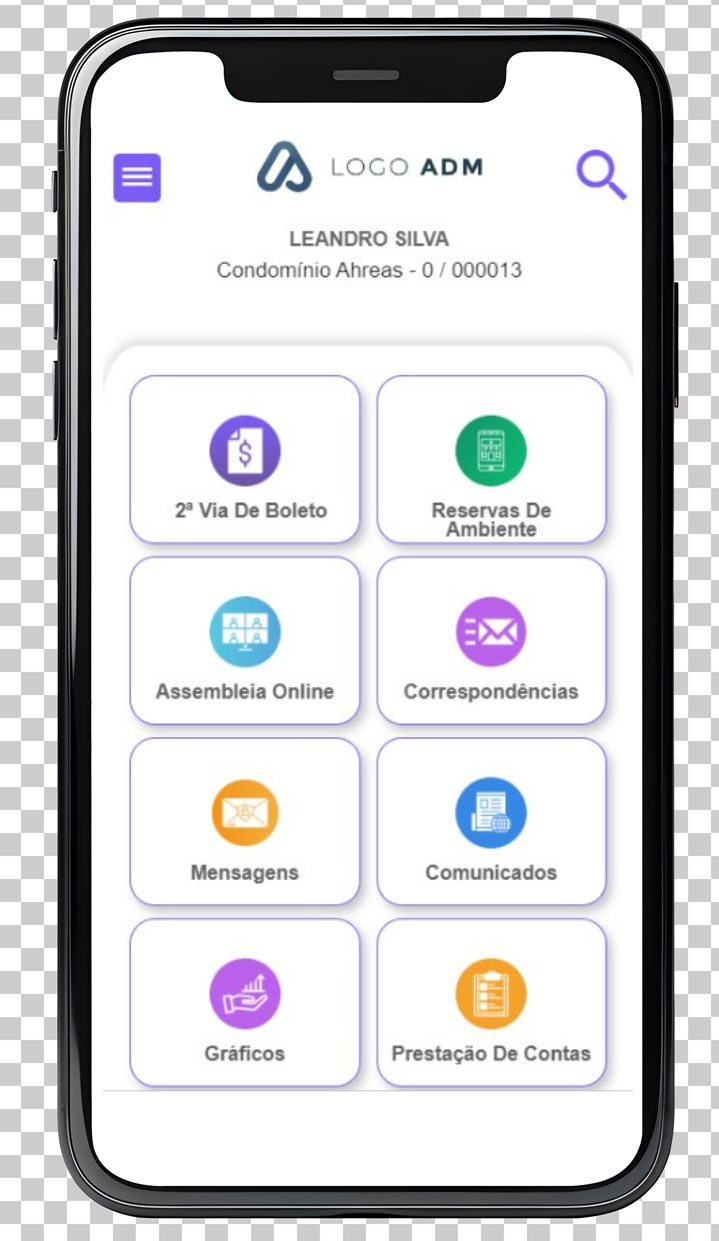 LOGO ADM
LEANDRO SILVA
Condomínio Ahreas - 0 / 000013
2ª Via De Boleto
Reservas De
Ambiente
Assembleia Online
Correspondências
Mensagens
Comunicados
Gráficos
Prestação De Contas